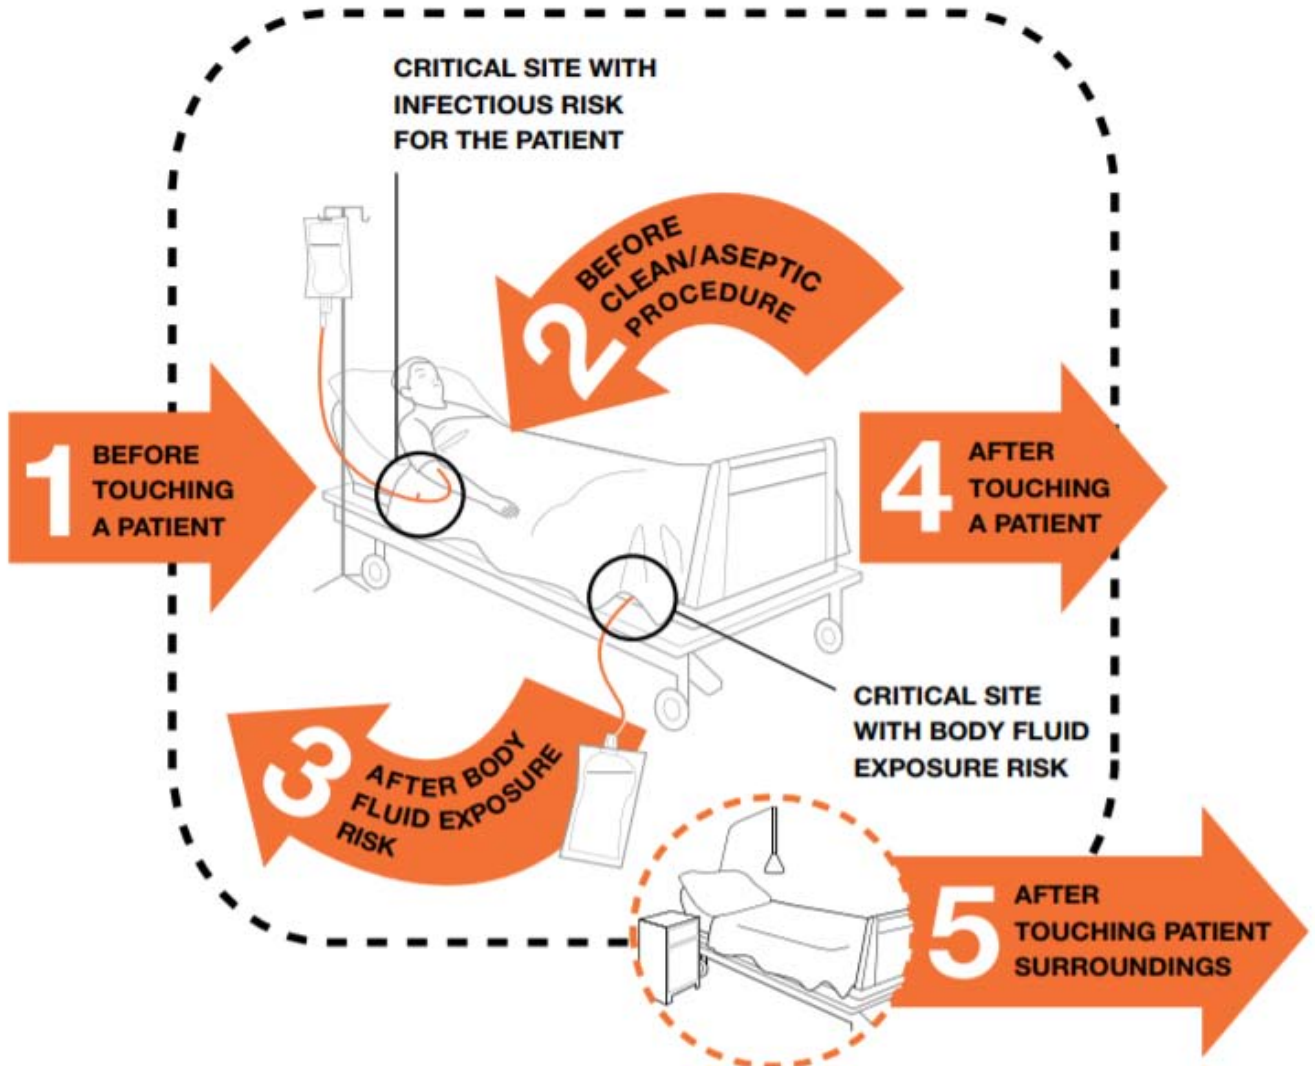 CRITICAL SITE WITH
INFECTIOUS RISK
FOR THE PATIENT
2
BEFORE
CLEAN/ASEPTIC
PROCEDURE
1
BEFORE
TOUCHING
A PATIENT
4
AFTER
TOUCHING
A PATIENT
CRITICAL SITE
WITH BODY FLUID
EXPOSURE RISK
3
AFTER BODY
FLUID EXPOSURE
RISK
5
AFTER
TOUCHING PATIENT
SURROUNDINGS